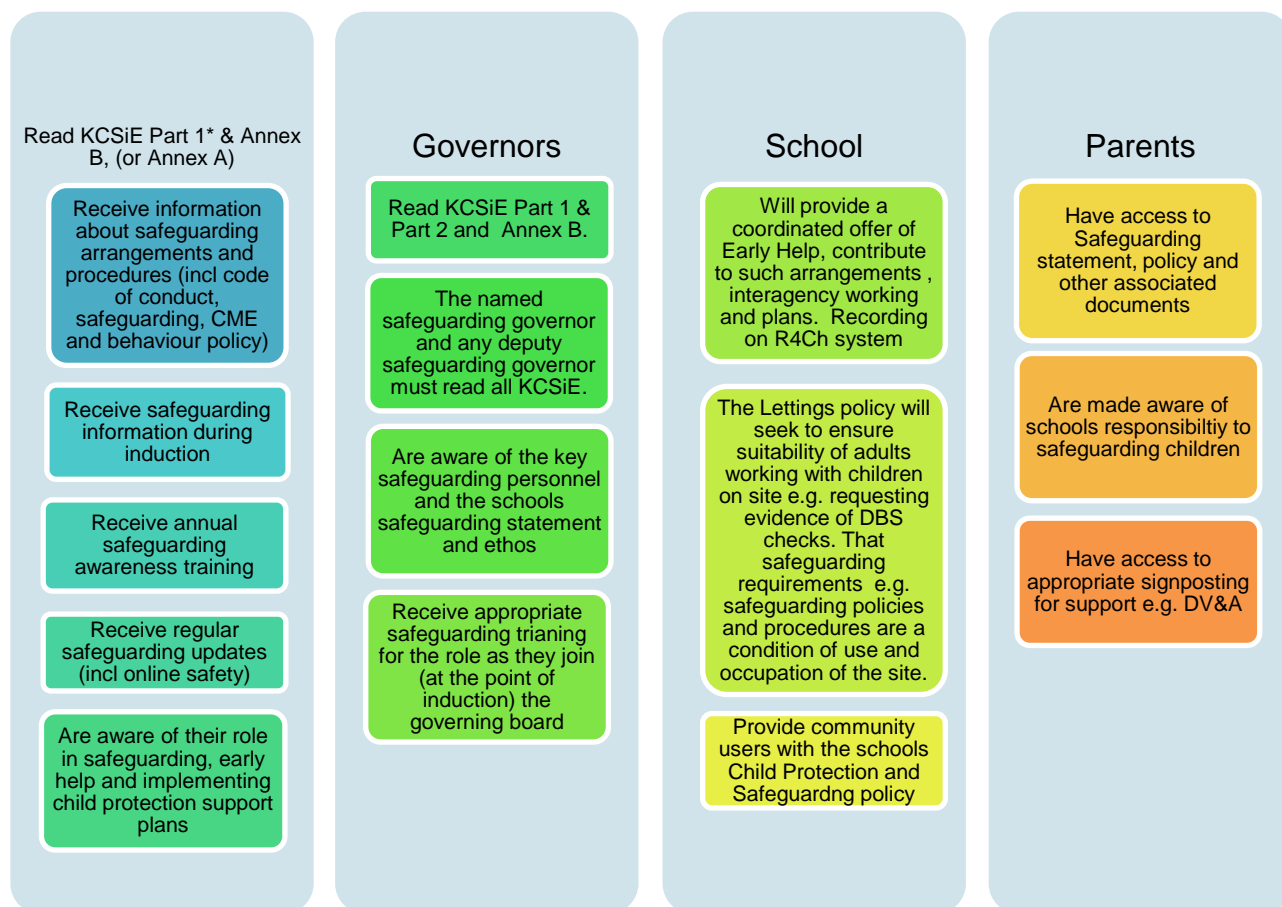 Read KCSiE Part 1* & Annex
B, (or Annex A)
Receive information
about safeguarding
arrangements and
procedures (incl code
of conduct,
safeguarding, CME
and behaviour policy)
Receive safeguarding
information during
induction
Receive annual
safeguarding
awareness training
Receive regular
safeguarding updates
(incl online safety)
Are aware of their role
in safeguarding, early
help and implementing
child protection support
plans
Governors
Read KCSiE Part 1 &
Part 2 and Annex B.
The named
safeguarding governor
and any deputy
safeguarding governor
must read all KCSiE.
Are aware of the key
safeguarding personnel
and the schools
safeguarding statement
and ethos
Receive appropriate
safeguarding trianing
for the role as they join
(at the point of
induction) the
governing board
School
Will provide a
coordinated offer of
Early Help, contribute
to such arrangements ,
interagency working
and plans. Recording
on R4Ch system
The Lettings policy will
seek to ensure
suitability of adults
working with children
on site e.g. requesting
evidence of DBS
checks. That
safeguarding
requirements e.g.
safeguarding policies
and procedures are a
condition of use and
occupation of the site.
Provide community
users with the schools
Child Protection and
Safeguardng policy
Parents
Have access to
Safeguarding
statement, policy and
other associated
documents
Are made aware of
schools responsibiltiy to
safeguarding children
Have access to
appropriate signposting
for support e.g. DV&A